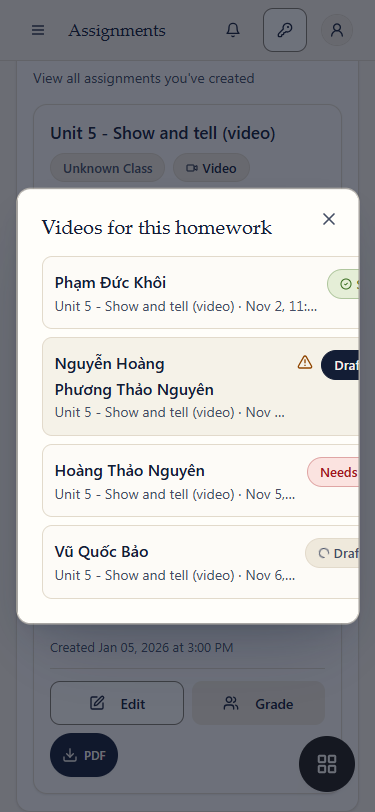 Assignments
View all assignments you've created
Unit 5 - Show and tell (video)
Unknown Class
Video
Videos for this homework
Phạm Đức Khôi
Unit 5 - Show and tell (video) · Nov 2, 11:...
Nguyễn Hoàng
Phương Thảo Nguyên
Draf
Unit 5 - Show and tell (video) · Nov ...
Hoàng Thảo Nguyên
Needs
Unit 5 - Show and tell (video) · Nov 5,...
Vũ Quốc Bảo
Draf
Unit 5 - Show and tell (video) · Nov 6,...
Created Jan 05, 2026 at 3:00 PM
Edit
Grade
PDF